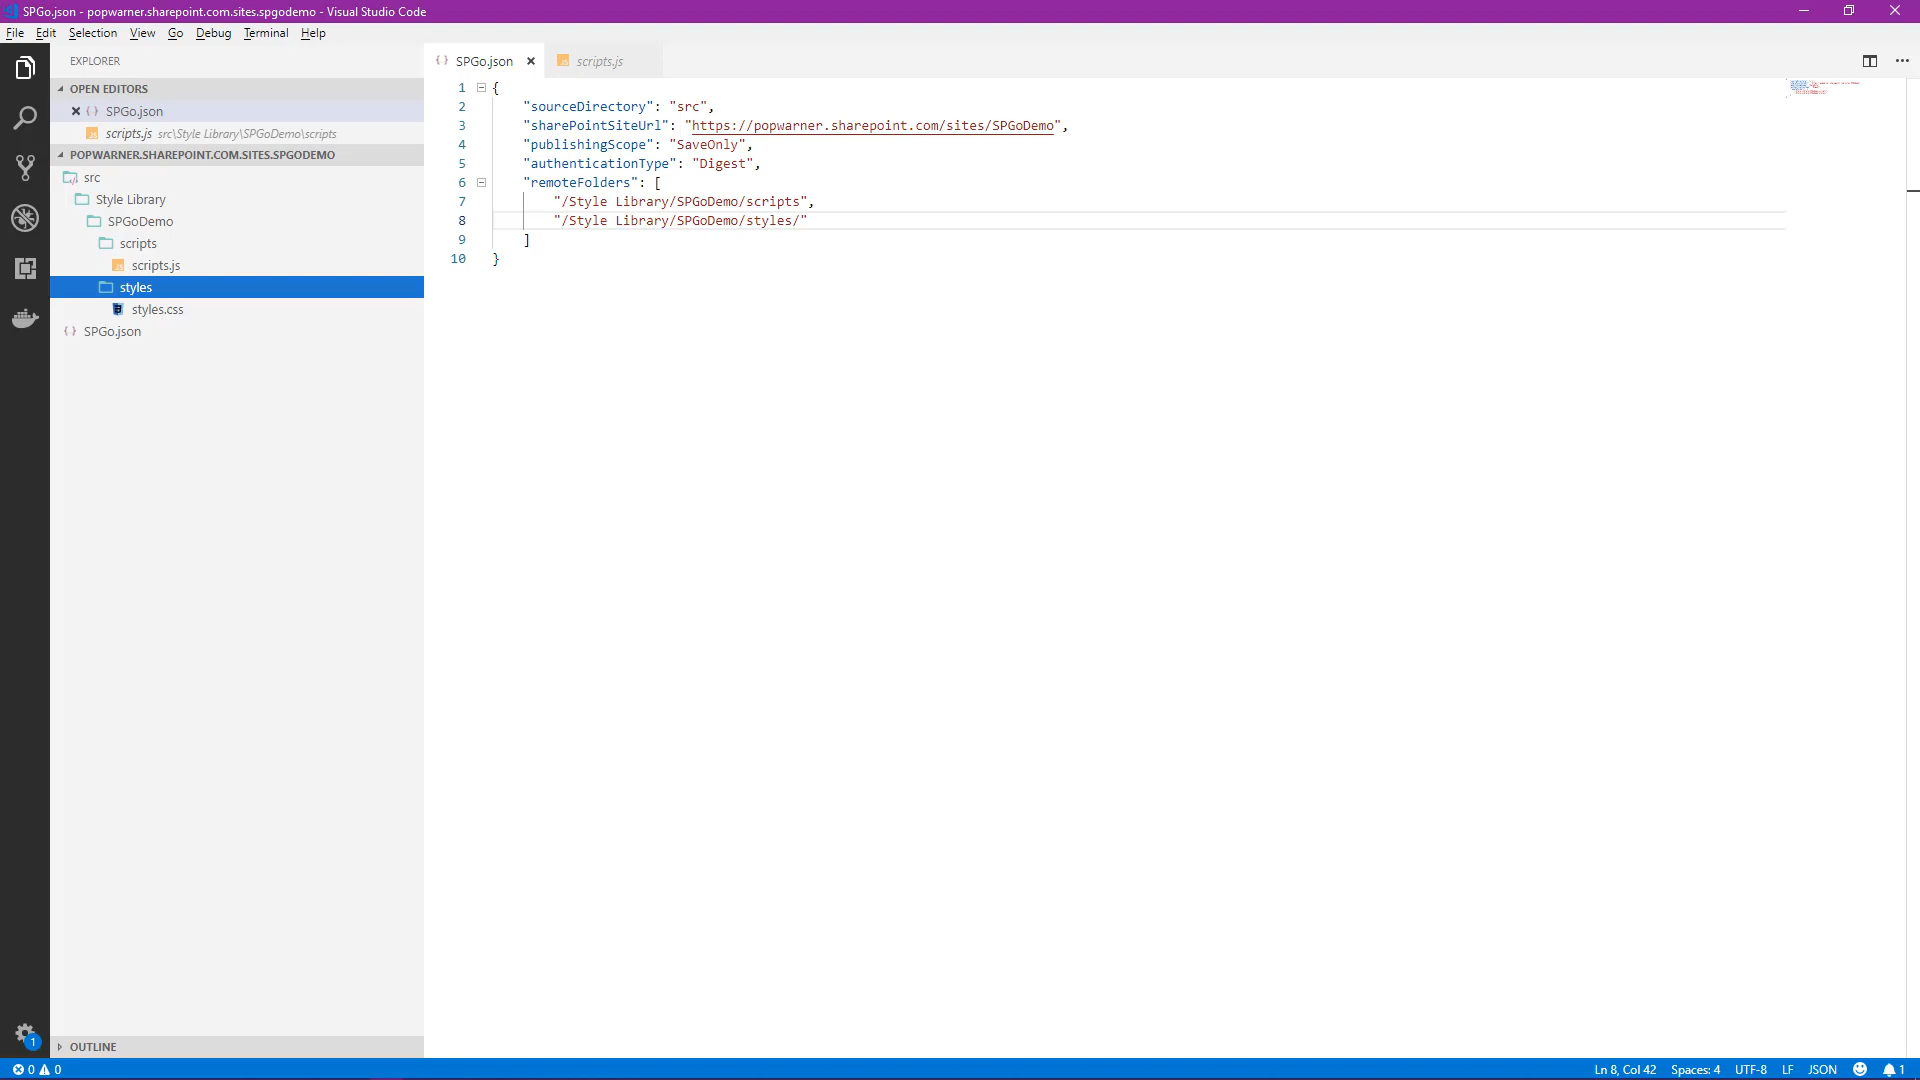 SPGo.json - popwarner.sharepoint.com.sites.spgodemo - Visual Studio Code
File Edit Selection View Go Debug Terminal Help
EXPLORER
OPEN EDITORS
SPGo.json
scripts.js src\Style Library\SPGoDemo\scripts
POPWARNER.SHAREPOINT.COM.SITES.SPGODEMO
src
Style Library
SPGoDemo
scripts
scripts.js
styles
styles.css
SPGo.json
OUTLINE
1
SPGo.json scripts.js
1 {
2 "sourceDirectory": "src",
3 "sharePointSiteUrl": "https://popwarner.sharepoint.com/sites/SPGoDemo",
4 "publishingScope": "SaveOnly",
5 "authenticationType": "Digest",
6 "remoteFolders": [
7 "/Style Library/SPGoDemo/scripts",
8 "/Style Library/SPGoDemo/styles/"
9 ]
10 }
0 0 Ln 8, Col 42 Spaces: 4 UTF-8 LF JSON 1